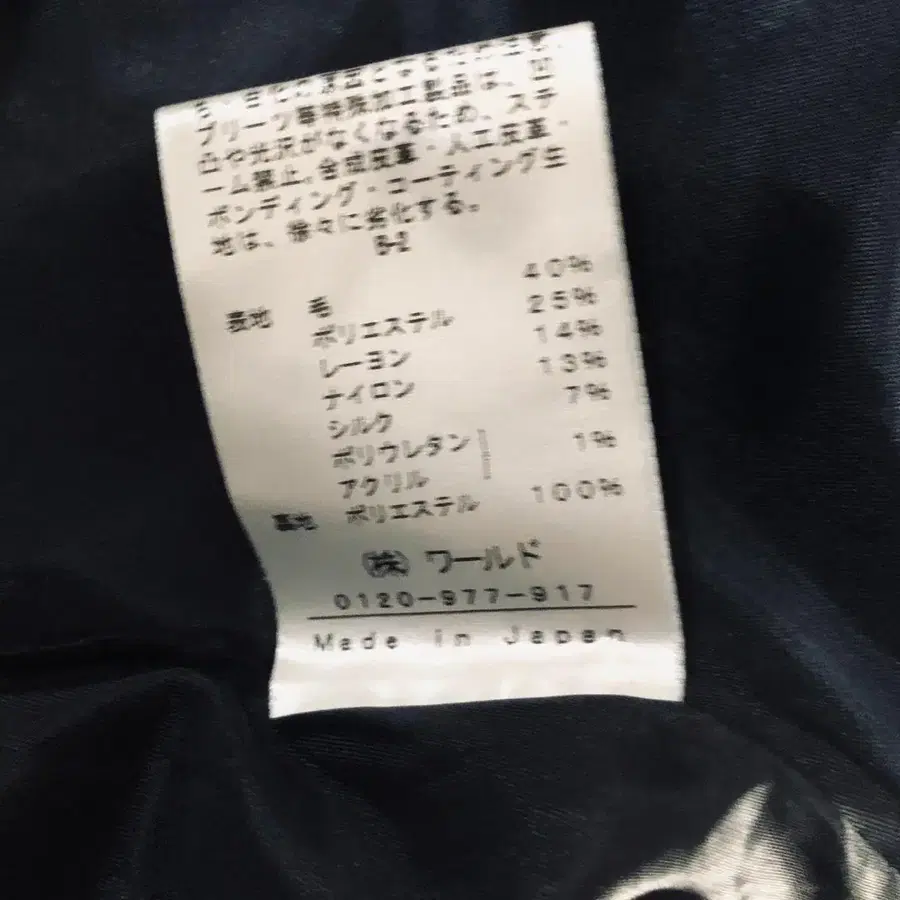 プリーツ等特殊加工製品は、凹
凸や光沢がなくなるため、スチ
ーム禁止。合成皮革・人工皮革・
ボンディング・コーティング生
地は、徐々に劣化する。
B-2
表地 毛 40%
ポリエステル 25%
レーヨン 14%
ナイロン 13%
シルク 7%
ポリウレタン
アクリル 1%
裏地 ポリエステル 100%
(株) ワールド
0120-977-917
Made in Japan